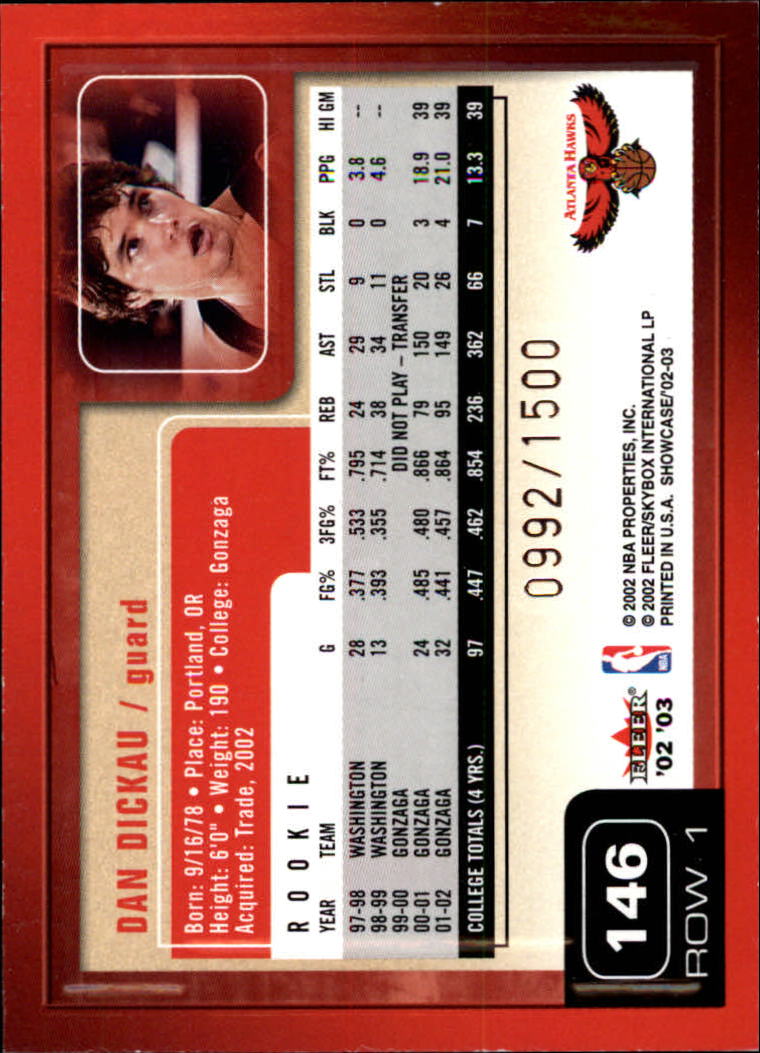 DAN DICKAU / guard
Born: 9/16/78 • Place: Portland, OR
Height: 6'0" • Weight: 190 • College: Gonzaga
Acquired: Trade, 2002
ROOKIE
YEAR TEAM G FG% 3FG% FT% REB AST STL BLK PPG HI GM
97-98 WASHINGTON 28 .377 .533 .795 24 29 9 0 3.8 --
98-99 WASHINGTON 13 .393 .355 .714 38 34 11 0 4.6 --
99-00 GONZAGA DID NOT PLAY – TRANSFER
00-01 GONZAGA 24 .485 .480 .866 79 150 20 3 18.9 39
01-02 GONZAGA 32 .441 .457 .864 95 149 26 4 21.0 39
COLLEGE TOTALS (4 YRS.) 97 .447 .462 .854 236 362 66 7 13.3 39
0992/1500
ATLANTA HAWKS
146
ROW 1
FLEER®
'02 '03
NBA
© 2002 NBA PROPERTIES, INC.
© 2002 FLEER/SKYBOX INTERNATIONAL LP
PRINTED IN U.S.A. SHOWCASE/'02-03